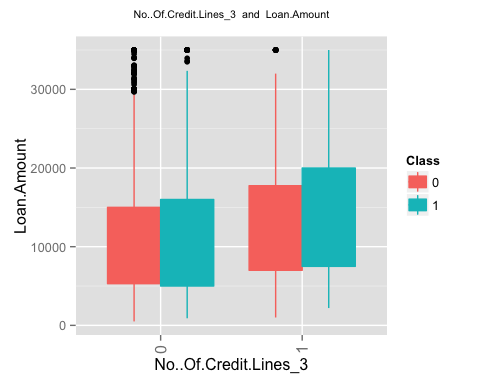 No..Of.Credit.Lines_3 and Loan.Amount
Loan.Amount
30000
20000
10000
0
0
1
No..Of.Credit.Lines_3
Class
0
1